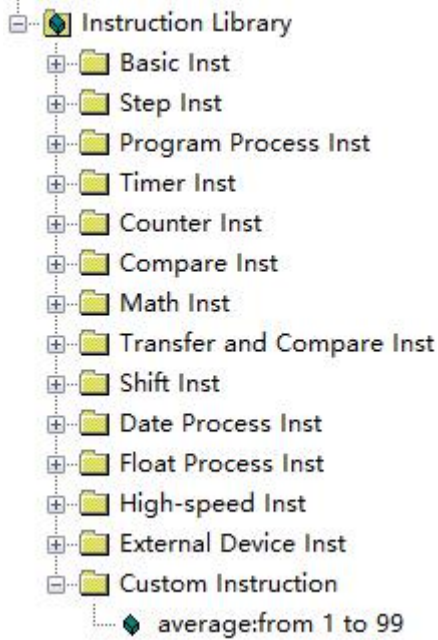 Instruction Library
Basic Inst
Step Inst
Program Process Inst
Timer Inst
Counter Inst
Compare Inst
Math Inst
Transfer and Compare Inst
Shift Inst
Date Process Inst
Float Process Inst
High-speed Inst
External Device Inst
Custom Instruction
average:from 1 to 99